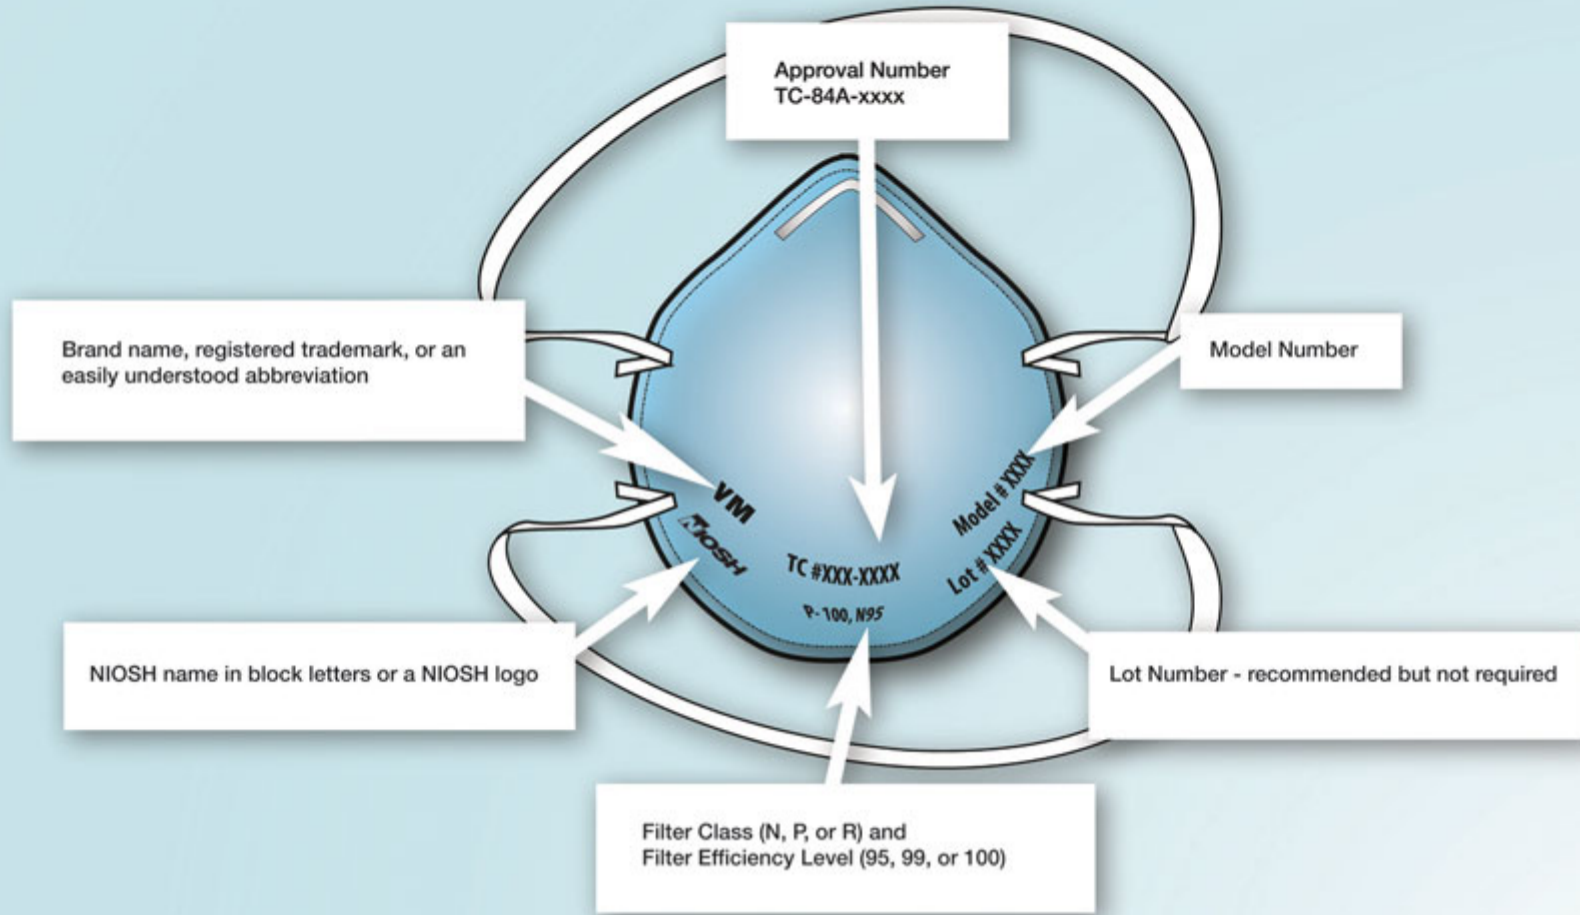 Approval Number
TC-84A-xxxx
Brand name, registered trademark, or an
easily understood abbreviation
Model Number
VM
NIOSH
TC #XXX-XXXX
P-100, N95
Model # XXXX
Lot # XXXX
NIOSH name in block letters or a NIOSH logo
Lot Number - recommended but not required
Filter Class (N, P, or R) and
Filter Efficiency Level (95, 99, or 100)